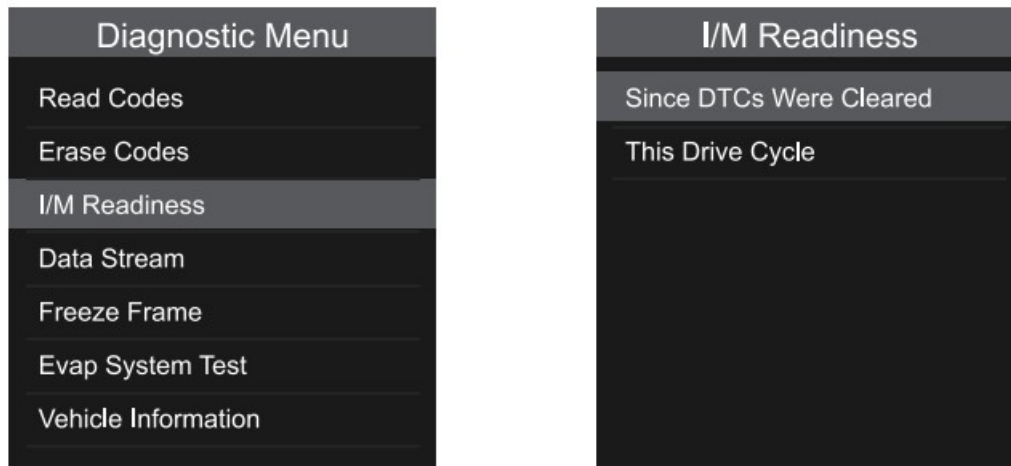 Diagnostic Menu
Read Codes
Erase Codes
I/M Readiness
Data Stream
Freeze Frame
Evap System Test
Vehicle Information
I/M Readiness
Since DTCs Were Cleared
This Drive Cycle